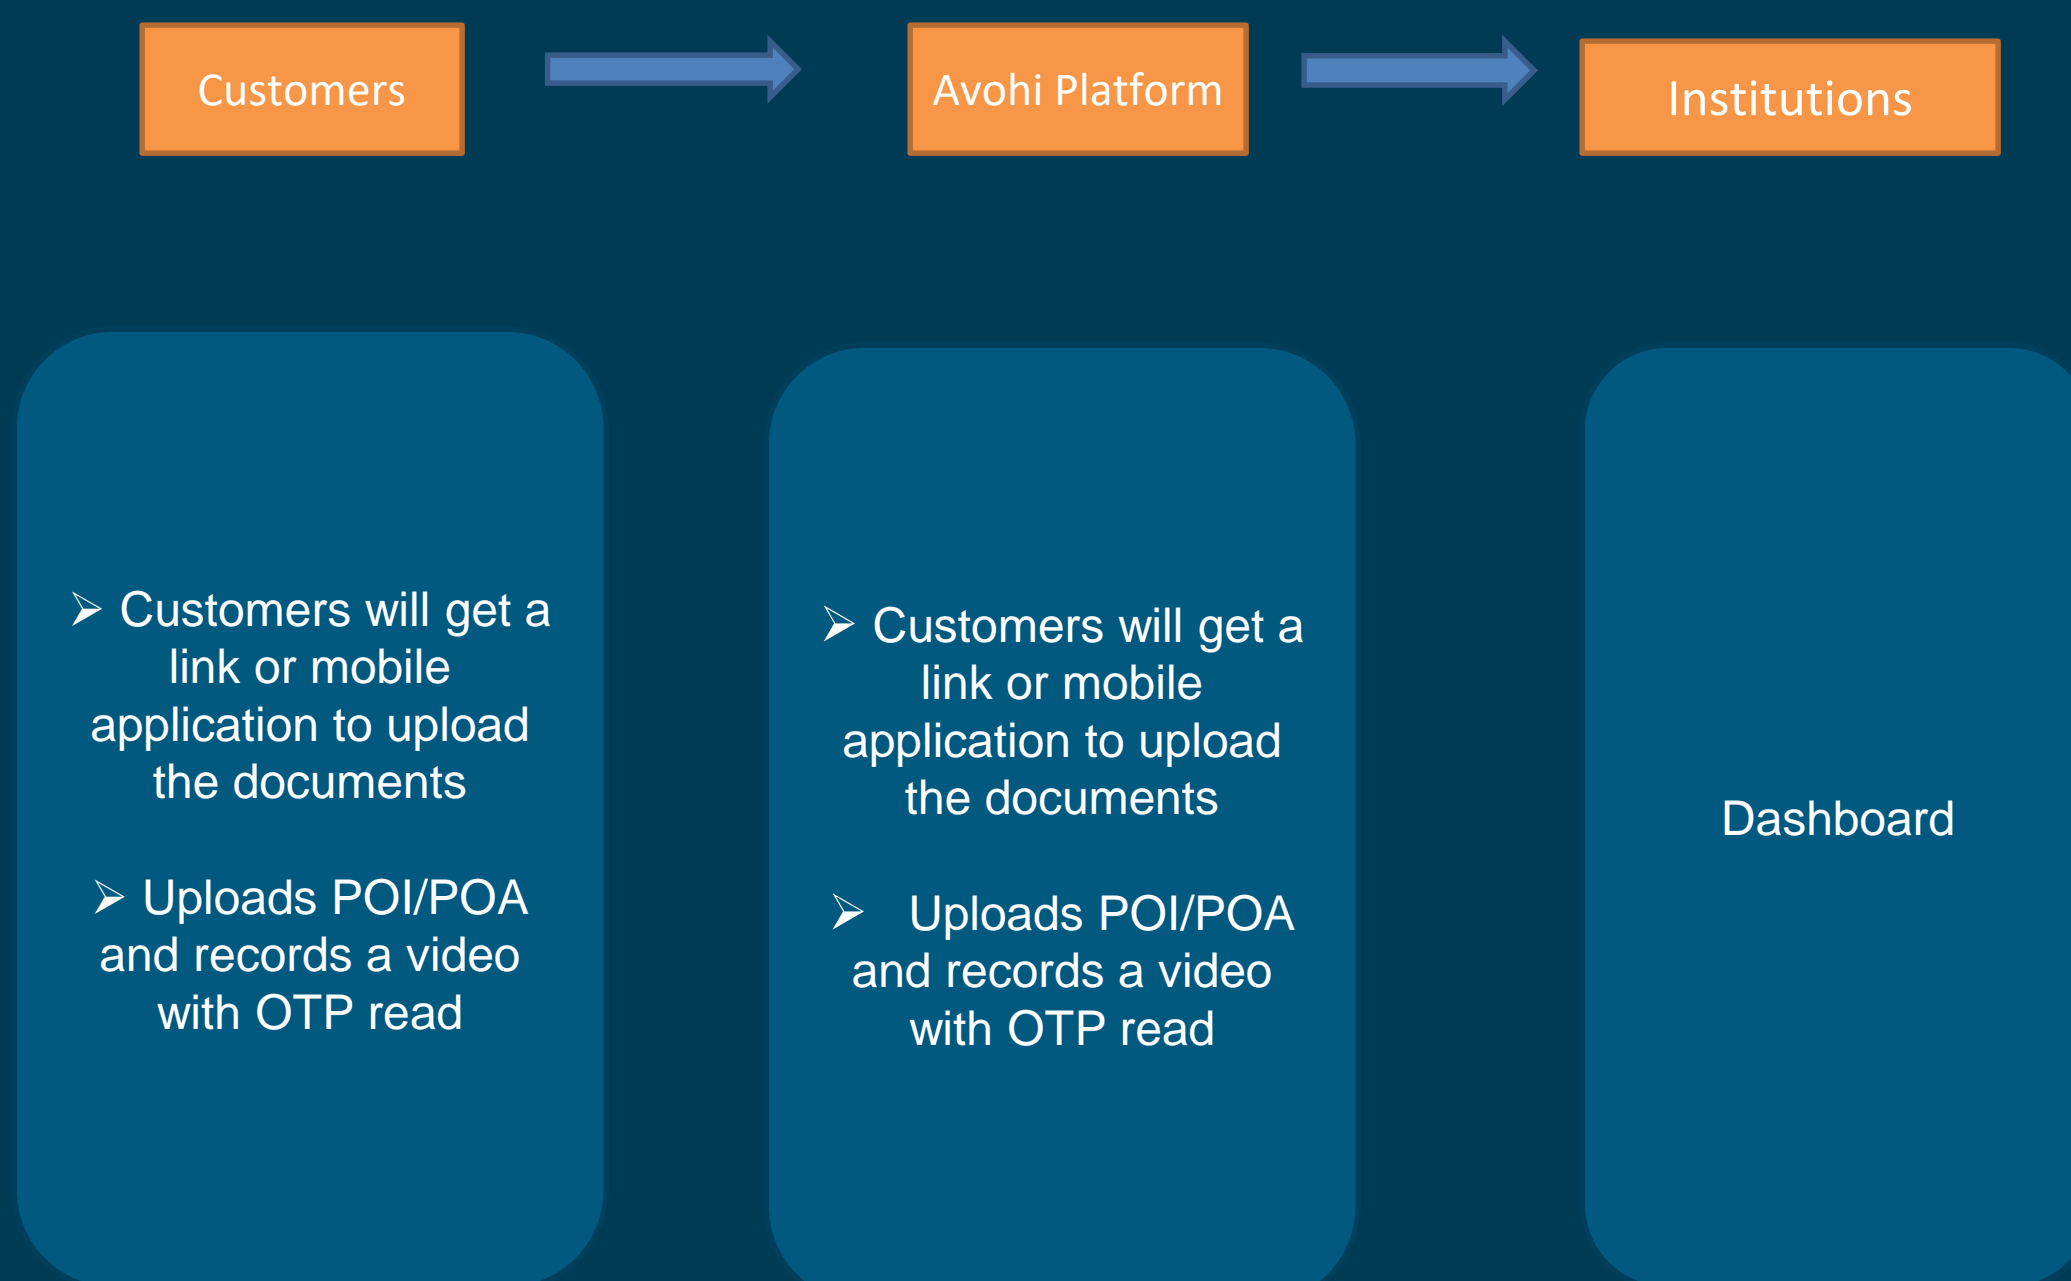 Customers
Avohi Platform
Institutions
➢ Customers will get a
link or mobile
application to upload
the documents
➢ Uploads POI/POA
and records a video
with OTP read
➢ Customers will get a
link or mobile
application to upload
the documents
➢ Uploads POI/POA
and records a video
with OTP read
Dashboard